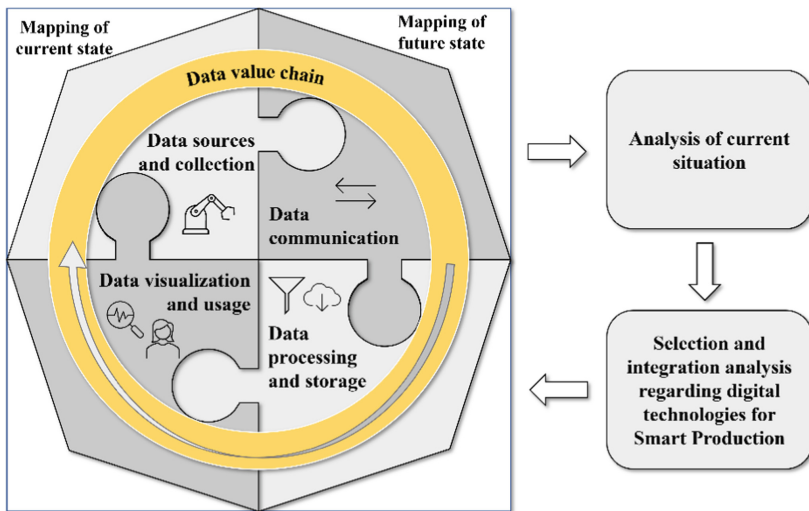 Mapping of
current state
Mapping of
future state
Data value chain
Data sources
and collection
Data
communication
Data visualization
and usage
Data
processing
and storage
Analysis of current
situation
Selection and
integration analysis
regarding digital
technologies for
Smart Production